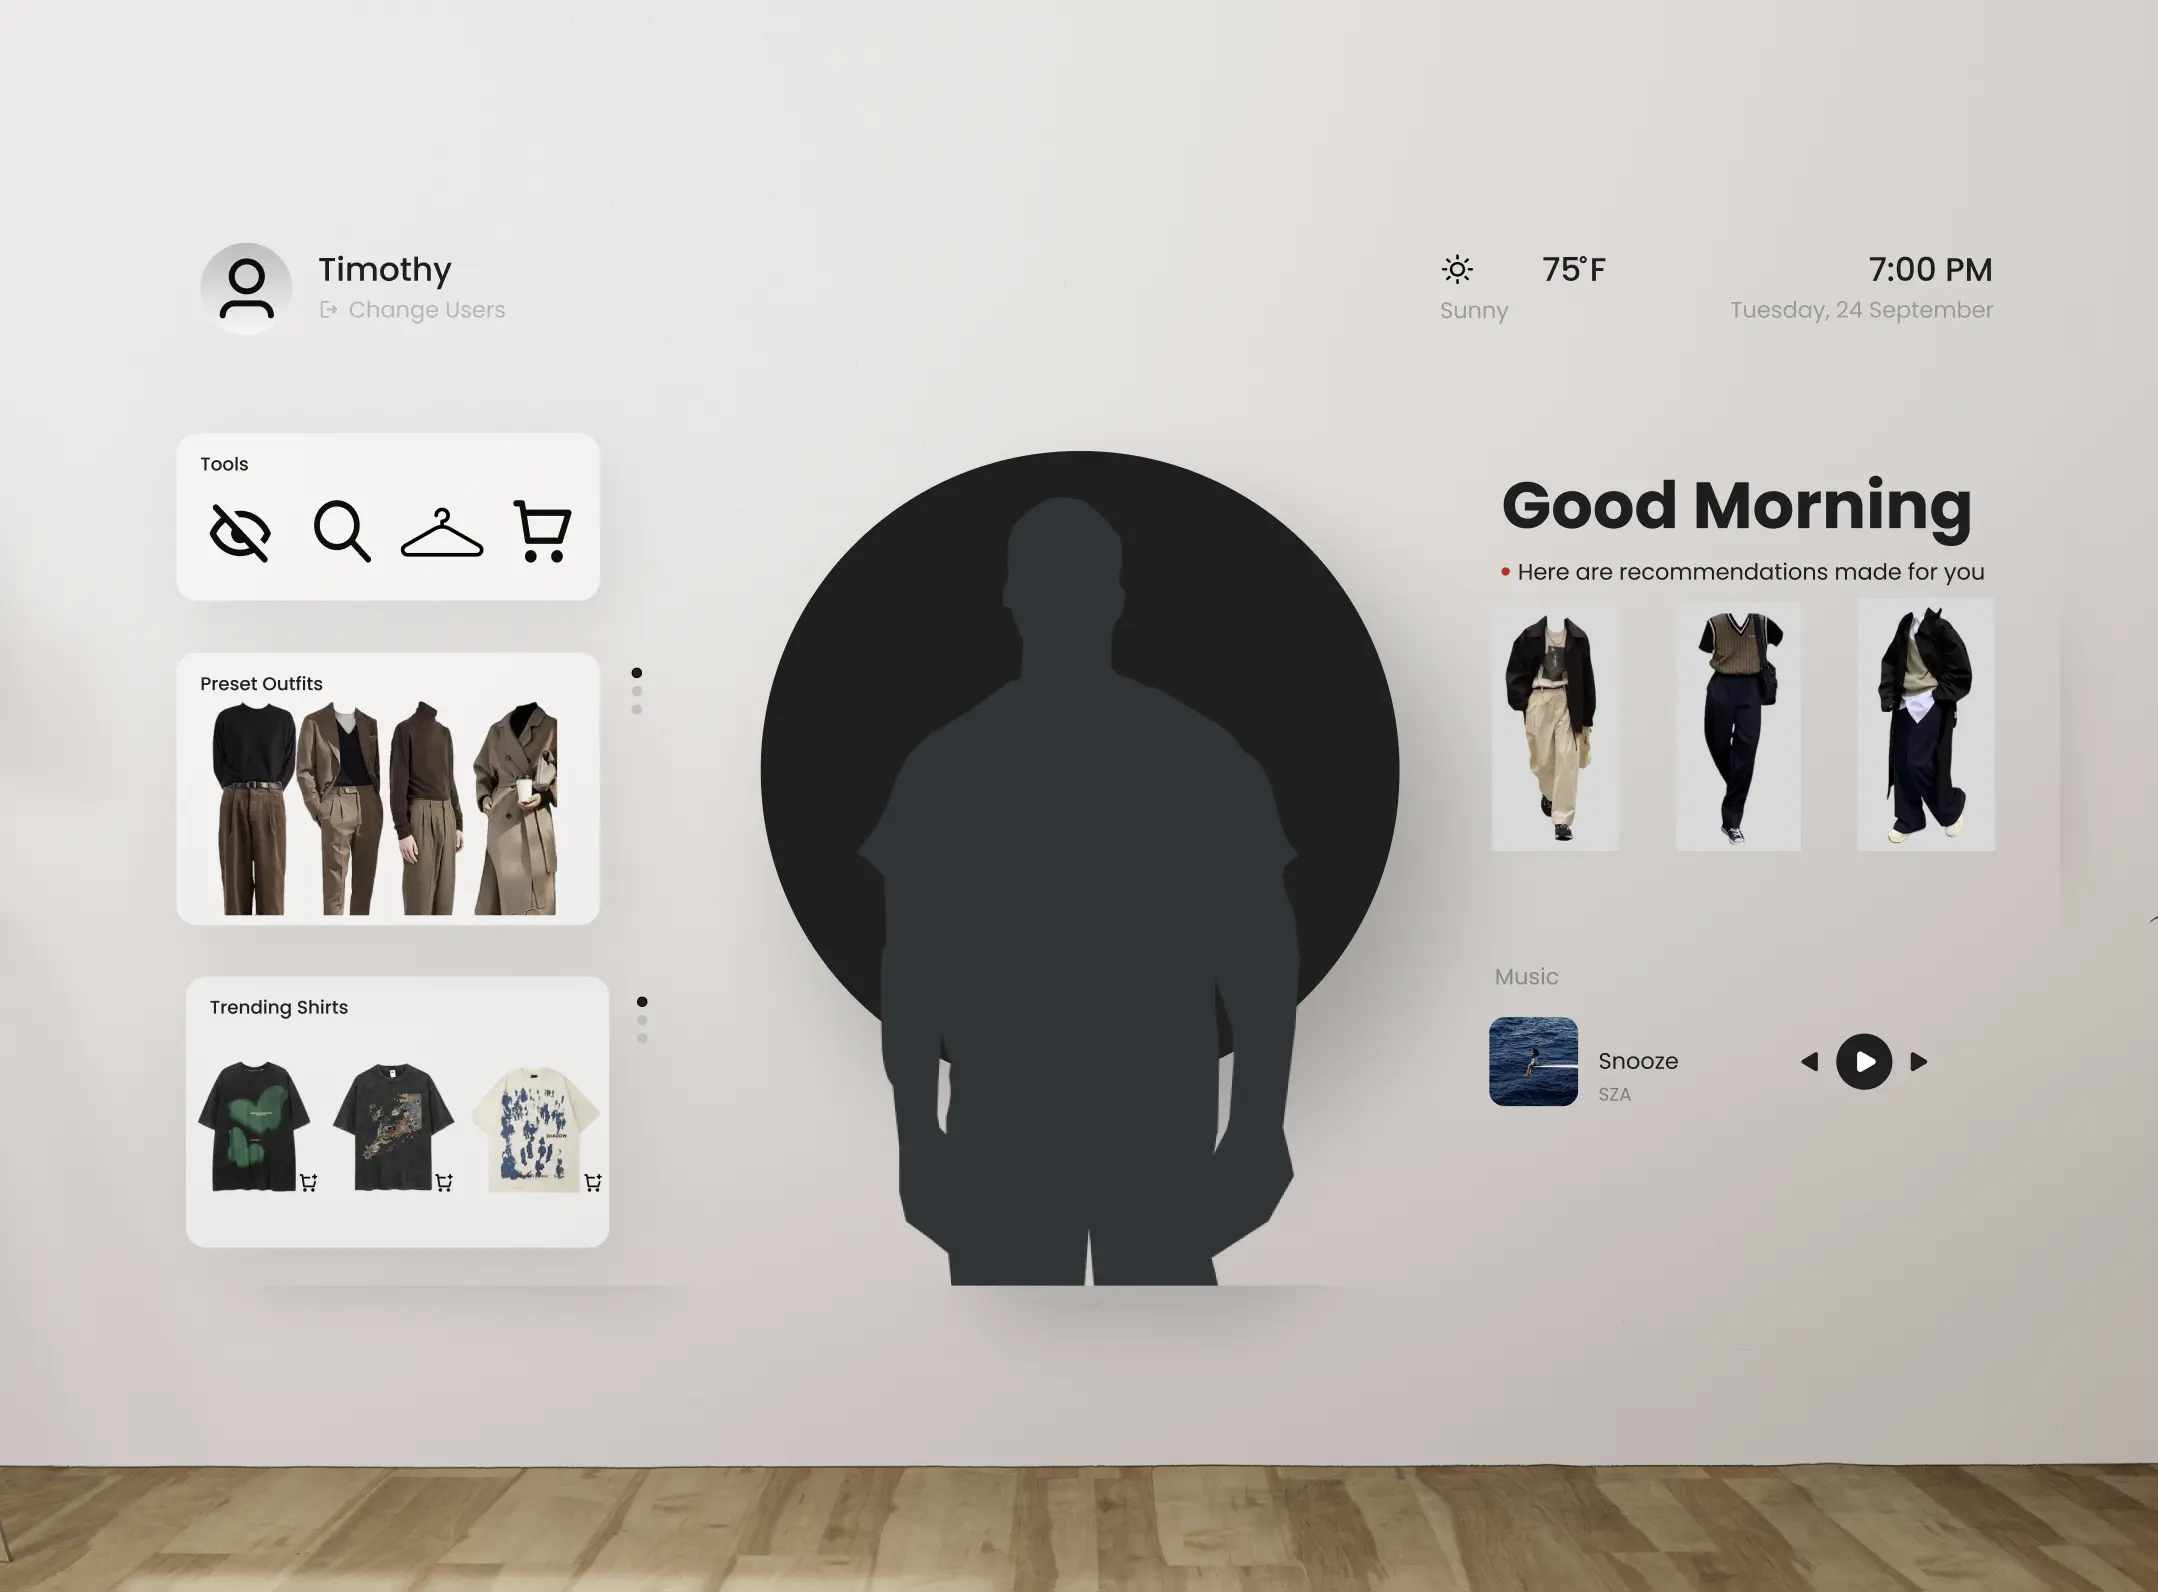 Timothy
Change Users
75°F
7:00 PM
Sunny
Tuesday, 24 September
Tools
Good Morning
Here are recommendations made for you
Preset Outfits
Music
Trending Shirts
Snooze
SZA
SHADOW